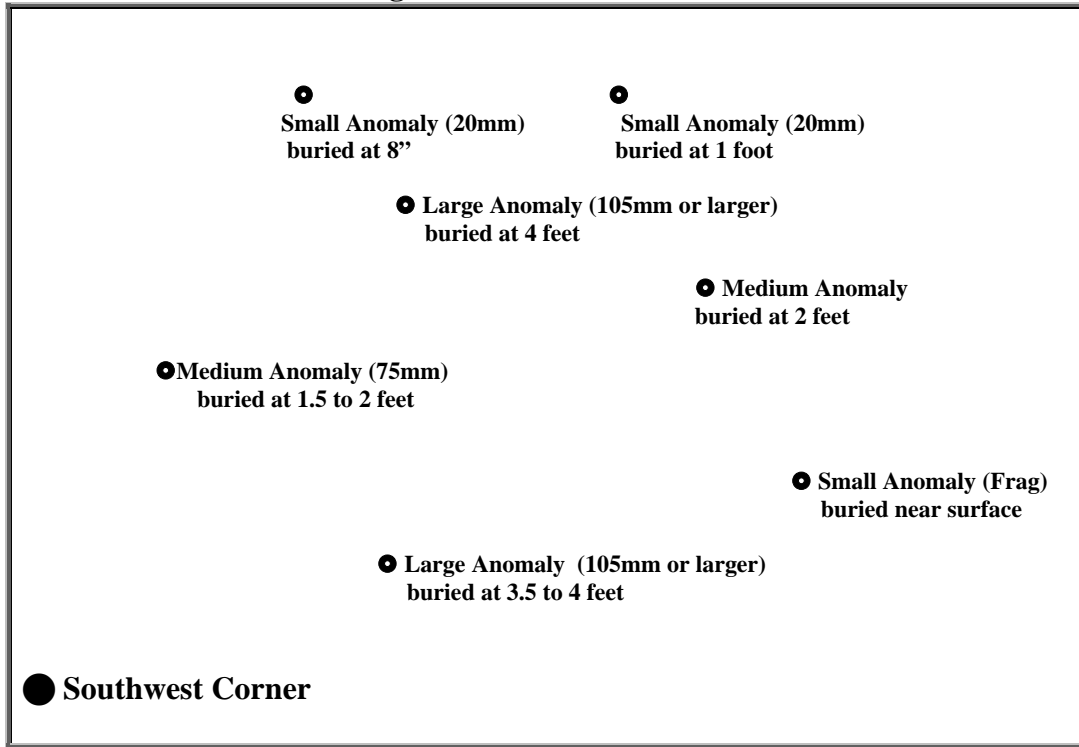 Small Anomaly (20mm)
buried at 8”
Small Anomaly (20mm)
buried at 1 foot
Large Anomaly (105mm or larger)
buried at 4 feet
Medium Anomaly
buried at 2 feet
Medium Anomaly (75mm)
buried at 1.5 to 2 feet
Small Anomaly (Frag)
buried near surface
Large Anomaly (105mm or larger)
buried at 3.5 to 4 feet
Southwest Corner